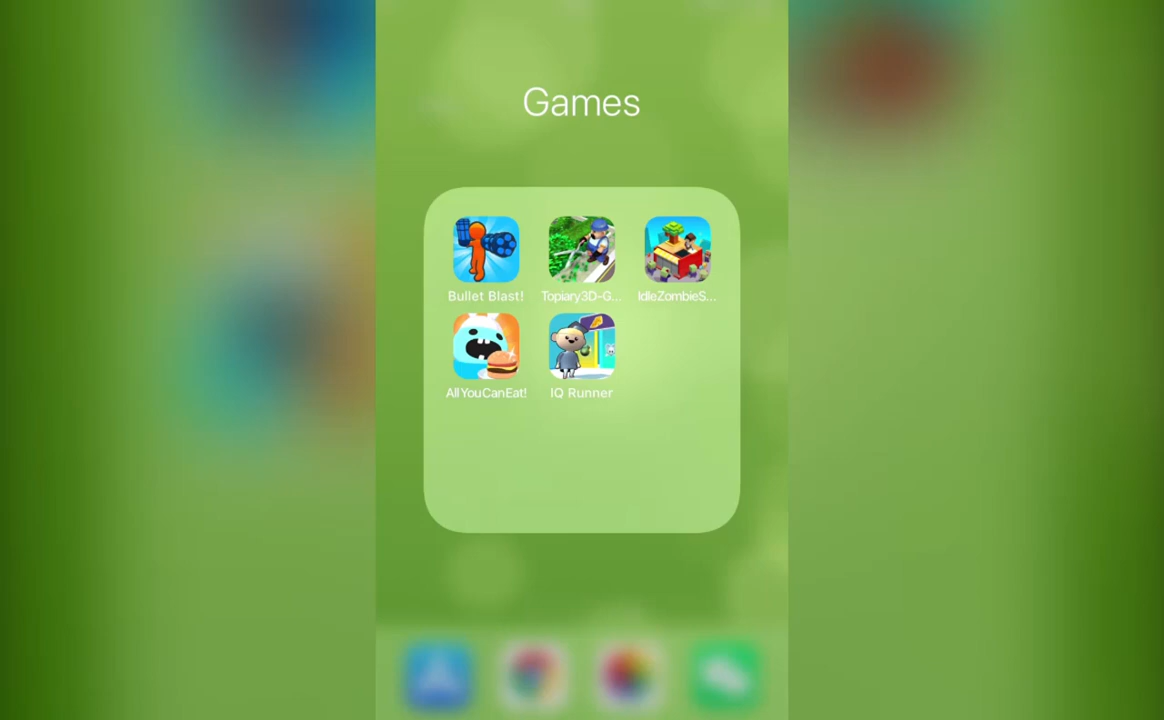 Games
Bullet Blast!
Topiary3D-G...
IdleZombieS...
AllYouCanEat!
IQ Runner